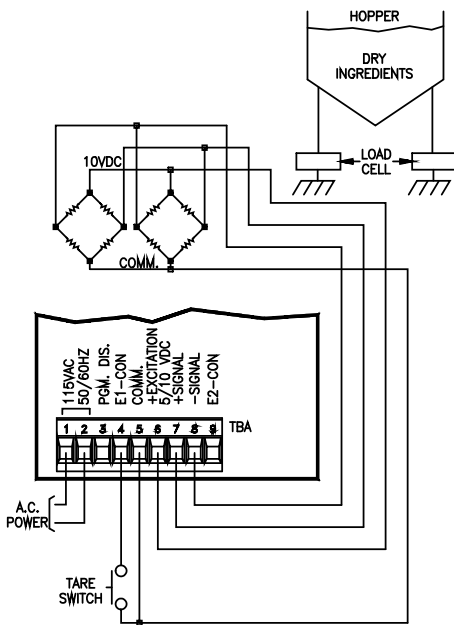 HOPPER
DRY
INGREDIENTS
LOAD
CELL
10VDC
COMM.
115VAC
50/60HZ
PGM. DIS.
E1-CON
COMM.
+EXCITATION
5/10 VDC
+SIGNAL
-SIGNAL
E2-CON
1 2 3 4 5 6 7 8 9
TBA
A.C.
POWER
TARE
SWITCH